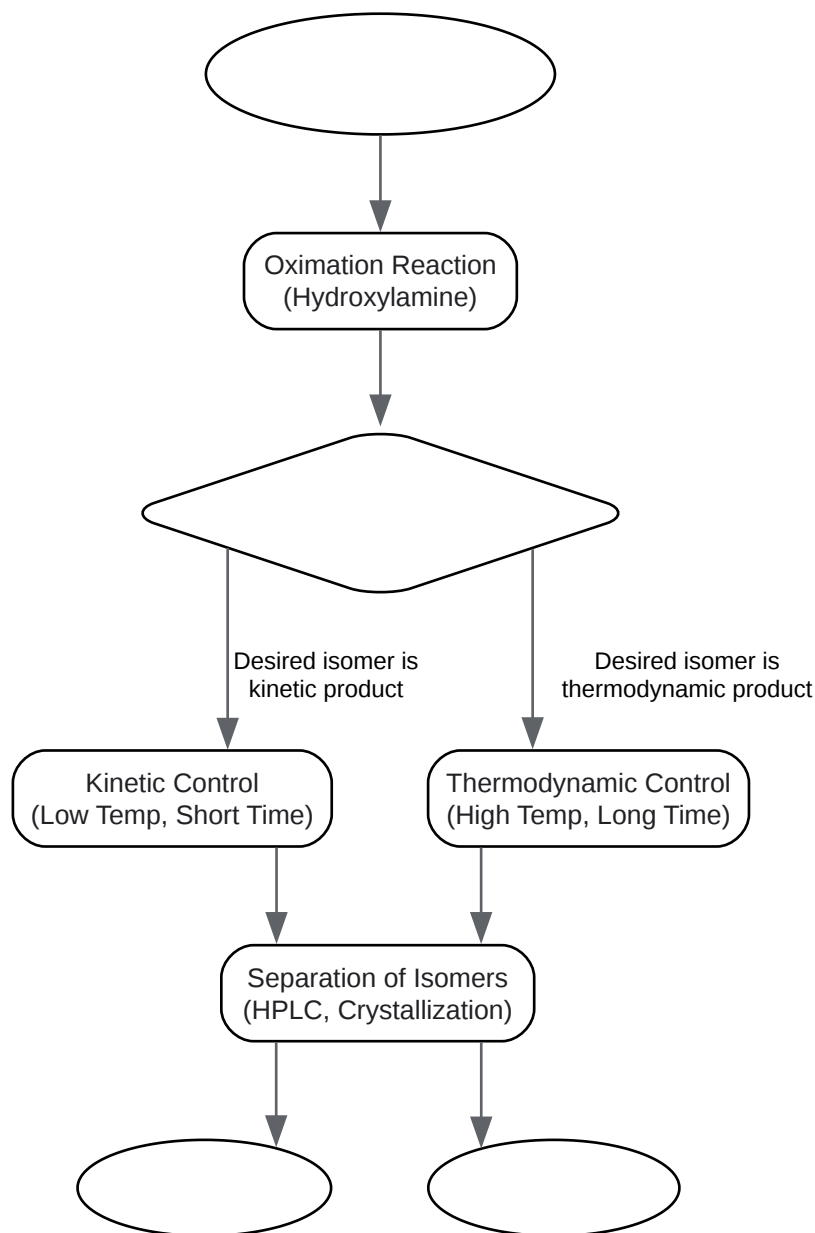 Oximation Reaction
(Hydroxylamine)
Desired isomer is
kinetic product
Desired isomer is
thermodynamic product
Kinetic Control
(Low Temp, Short Time)
Thermodynamic Control
(High Temp, Long Time)
Separation of Isomers
(HPLC, Crystallization)